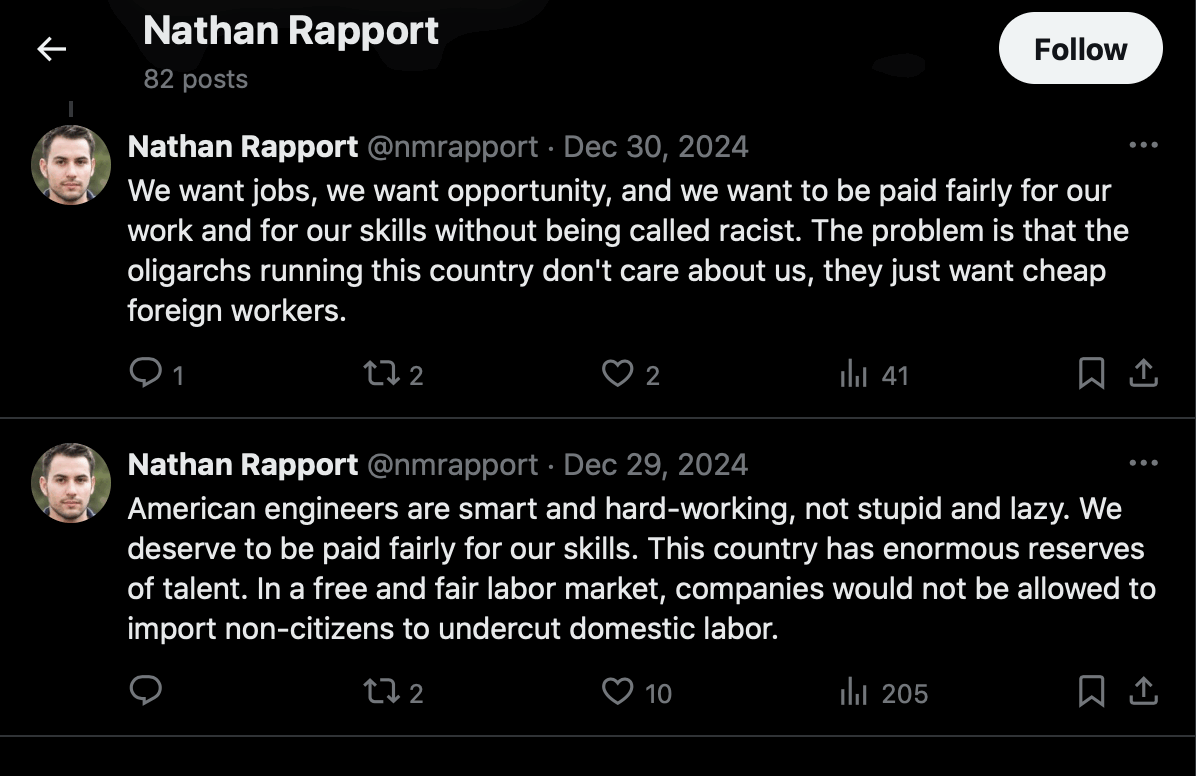 Nathan Rapport
Follow
82 posts
Nathan Rapport @nmrapport · Dec 30, 2024
We want jobs, we want opportunity, and we want to be paid fairly for our
work and for our skills without being called racist. The problem is that the
oligarchs running this country don't care about us, they just want cheap
foreign workers.
1 2 2 41
Nathan Rapport @nmrapport · Dec 29, 2024
American engineers are smart and hard-working, not stupid and lazy. We
deserve to be paid fairly for our skills. This country has enormous reserves
of talent. In a free and fair labor market, companies would not be allowed to
import non-citizens to undercut domestic labor.
2 10 205